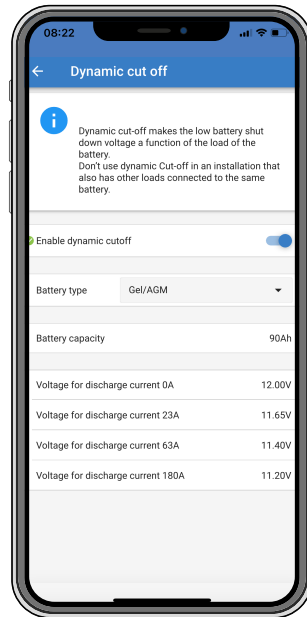 08:22
Dynamic cut off
Dynamic cut-off makes the low battery shut
down voltage a function of the load of the
battery.
Don't use dynamic Cut-off in an installation that
also has other loads connected to the same
battery.
Enable dynamic cutoff
Battery type Gel/AGM
Battery capacity 90Ah
Voltage for discharge current 0A 12.00V
Voltage for discharge current 23A 11.65V
Voltage for discharge current 63A 11.40V
Voltage for discharge current 180A 11.20V